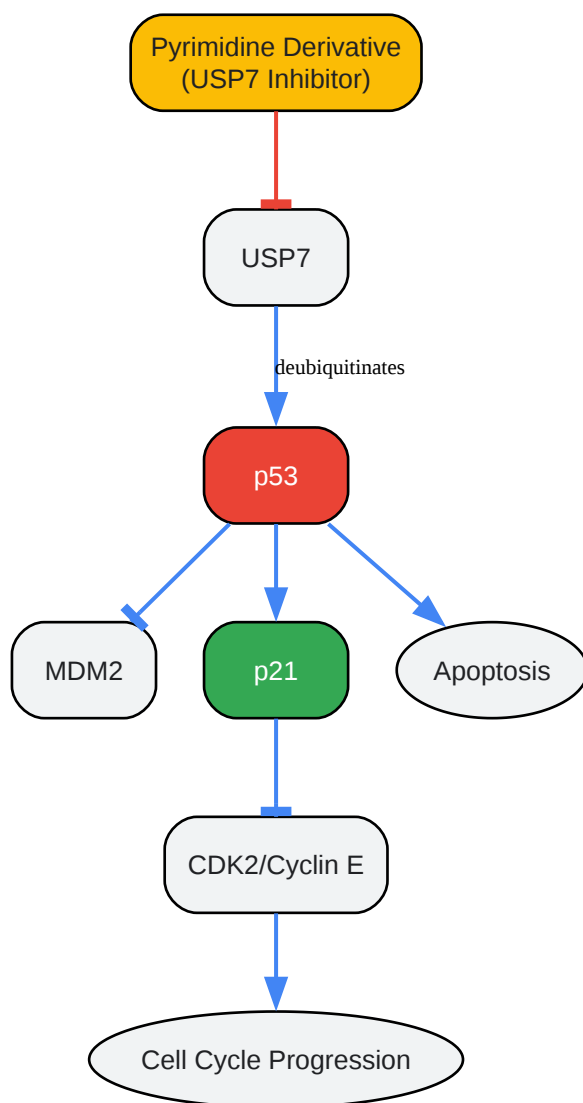 Pyrimidine Derivative
(USP7 Inhibitor)
USP7
deubiquitinates
p53
MDM2
p21
Apoptosis
CDK2/Cyclin E
Cell Cycle Progression